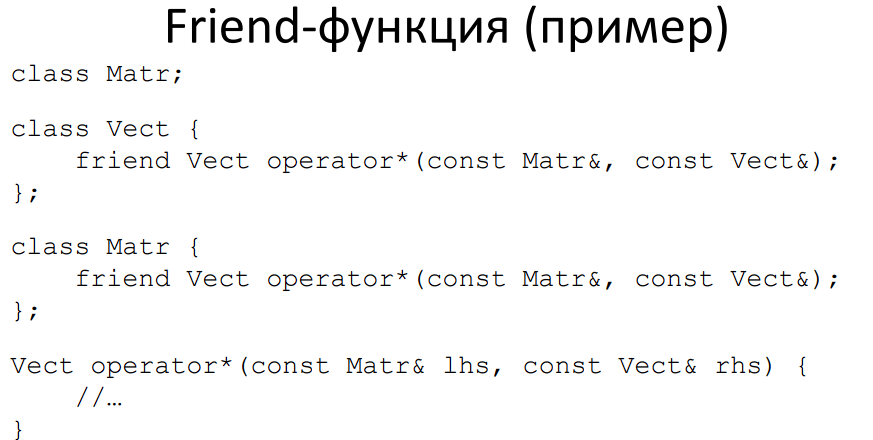 Friend-функция (пример)
class Matr;
class Vect {
    friend Vect operator*(const Matr&, const Vect&);
};
class Matr {
    friend Vect operator*(const Matr&, const Vect&);
};
Vect operator*(const Matr& lhs, const Vect& rhs) {
    //…
}